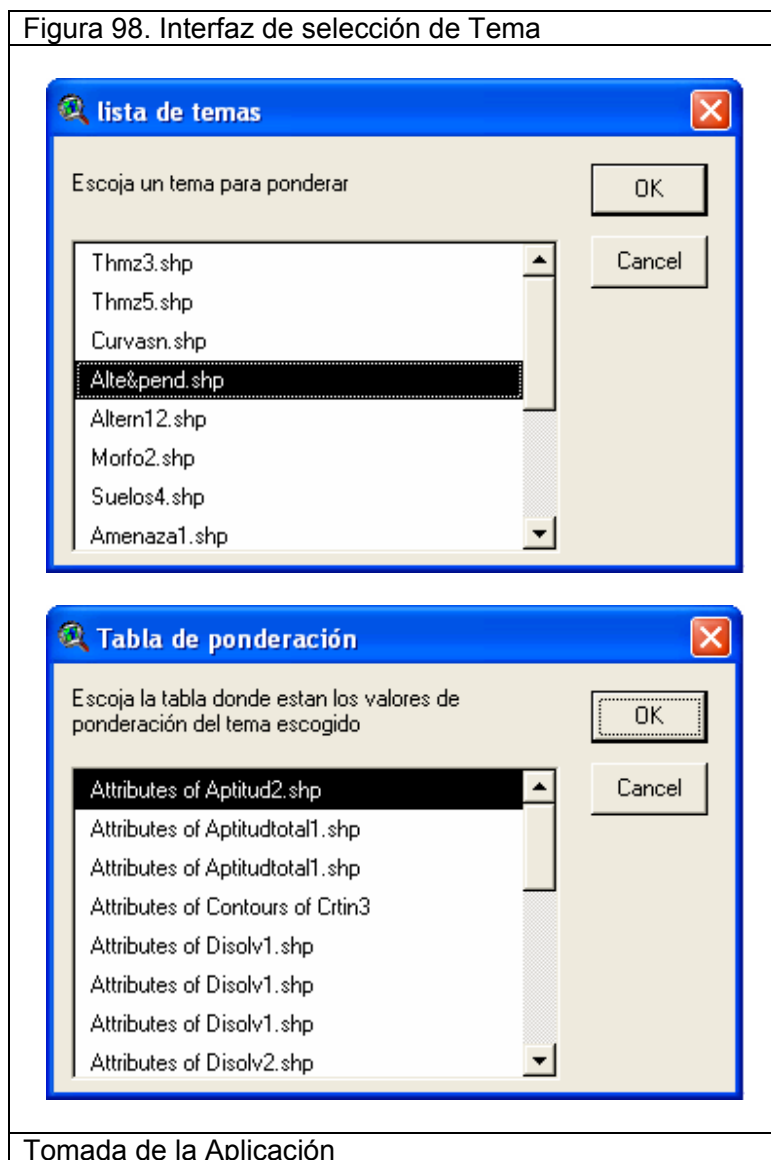 Figura 98. Interfaz de selección de Tema
lista de temas
Escoja un tema para ponderar
OK
Cancel
Thmz3.shp
Thmz5.shp
Curvasn.shp
Alte&pend.shp
Altern12.shp
Morfo2.shp
Suelos4.shp
Amenaza1.shp
Tabla de ponderación
Escoja la tabla donde estan los valores de
ponderación del tema escogido
OK
Cancel
Attributes of Aptitud2.shp
Attributes of Aptitudtotal1.shp
Attributes of Aptitudtotal1.shp
Attributes of Contours of Crtin3
Attributes of Disolv1.shp
Attributes of Disolv1.shp
Attributes of Disolv1.shp
Attributes of Disolv2.shp
Tomada de la Aplicación